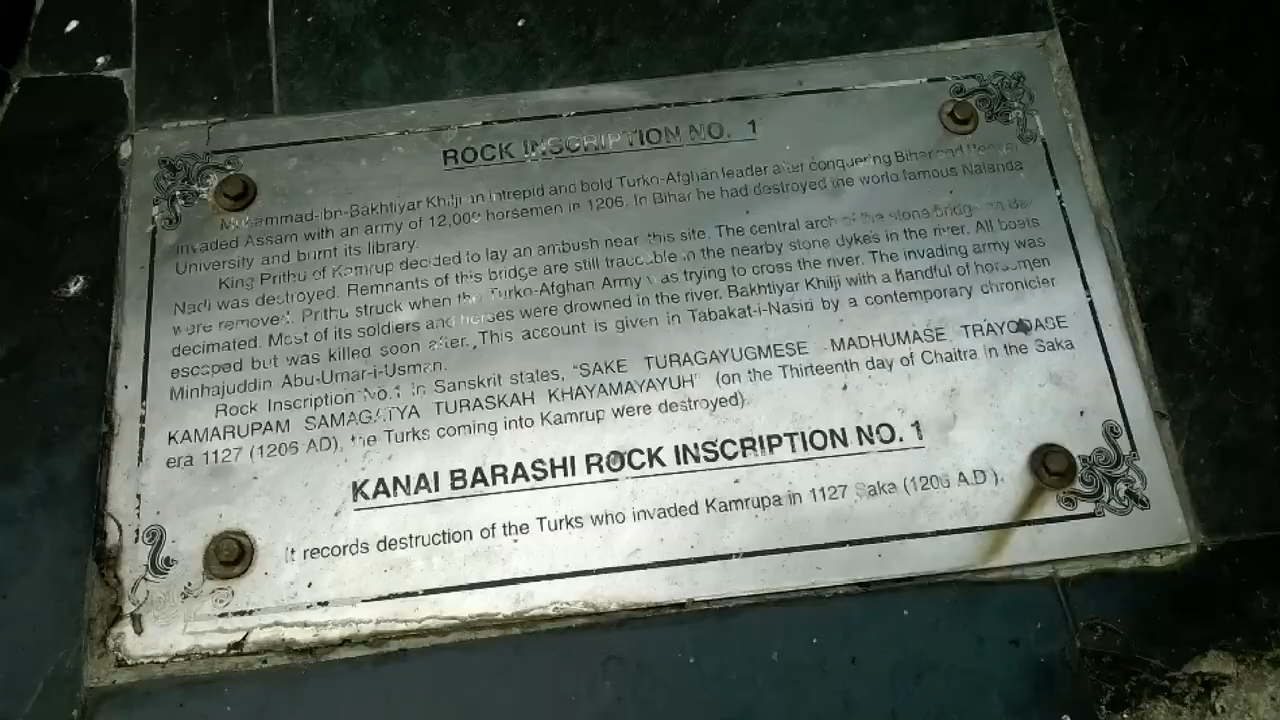 ROCK INSCRIPTION NO. 1
Muhammad-ibn-Bakhtiyar Khilji an intrepid and bold Turko-Afghan leader after conquering Bihar and Bengal
invaded Assam with an army of 12,000 horsemen in 1206. In Bihar he had destroyed the world famous Nalanda
University and burnt its library.
King Prithu of Kamrup decided to lay an ambush near this site. The central arch of the stone bridge on
Nadi was destroyed. Remnants of this bridge are still traceable in the nearby stone dykes in the river. All boats
were removed. Prithu struck when the Turko-Afghan Army was trying to cross the river. The invading army was
decimated. Most of its soldiers and horses were drowned in the river. Bakhtiyar Khilji with a handful of horsemen
escaped but was killed soon after. This account is given in Tabakat-i-Nasiri by a contemporary chronicler
Minhajuddin Abu-Umar-i-Usman.
Rock Inscription No.1 in Sanskrit states, "SAKE TURAGAYUGMESE MADHUMASE TRAYODASE
KAMARUPAM SAMAGATYA TURASKAH KHAYAMAYAYUH" (on the Thirteenth day of Chaitra in the Saka
era 1127 (1206 AD), the Turks coming into Kamrup were destroyed).
KANAI BARASHI ROCK INSCRIPTION NO. 1
It records destruction of the Turks who invaded Kamrupa in 1127 Saka (1206 A.D ).